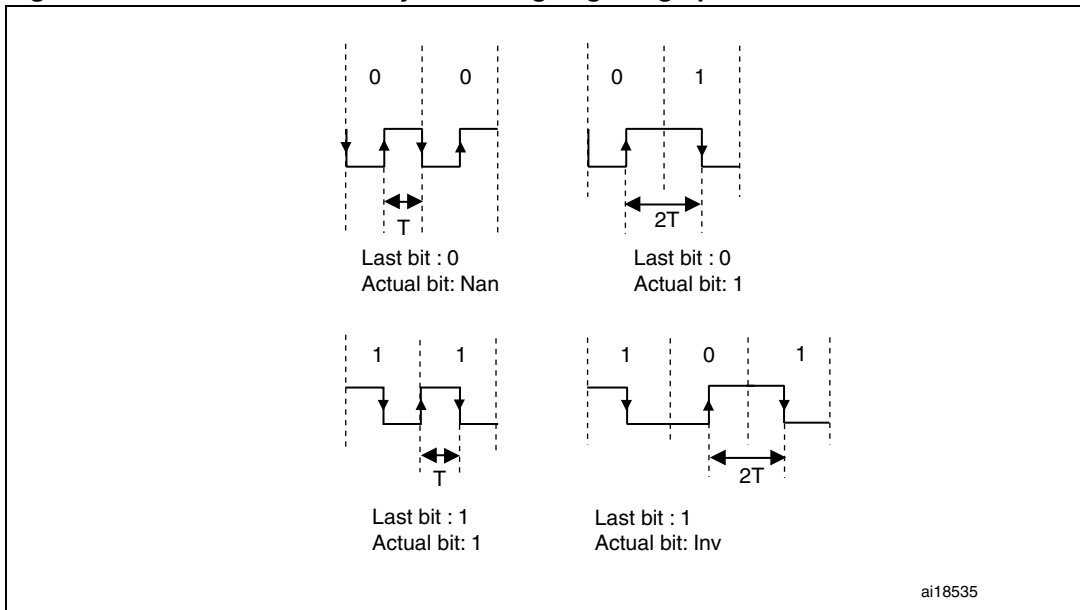 0 0
0 1
T
2T
Last bit : 0
Actual bit: Nan
Last bit : 0
Actual bit: 1
1 1
1 0 1
T
2T
Last bit : 1
Actual bit: 1
Last bit : 1
Actual bit: Inv
ai18535